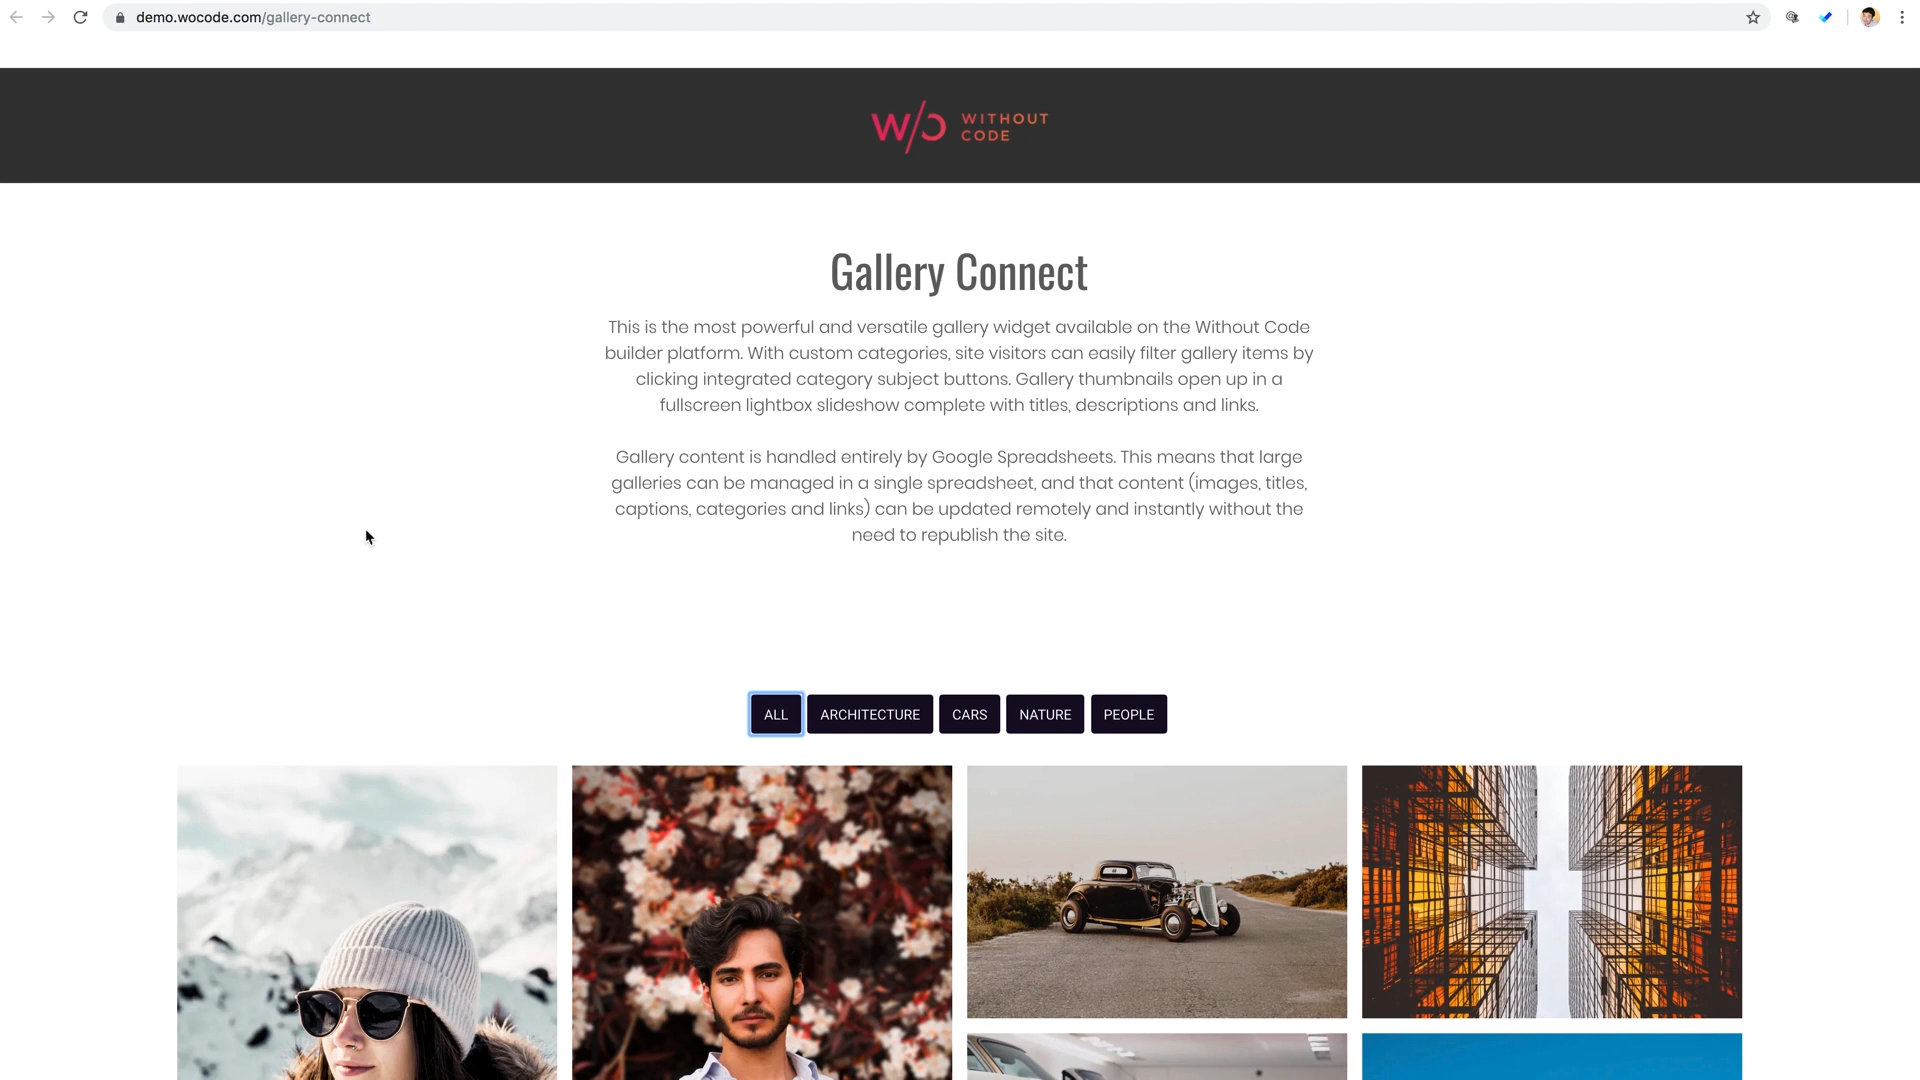 demo.wocode.com/gallery-connect
W/O WITHOUT
CODE
Gallery Connect
This is the most powerful and versatile gallery widget available on the Without Code
builder platform. With custom categories, site visitors can easily filter gallery items by
clicking integrated category subject buttons. Gallery thumbnails open up in a
fullscreen lightbox slideshow complete with titles, descriptions and links.
Gallery content is handled entirely by Google Spreadsheets. This means that large
galleries can be managed in a single spreadsheet, and that content (images, titles,
captions, categories and links) can be updated remotely and instantly without the
need to republish the site.
ALL
ARCHITECTURE
CARS
NATURE
PEOPLE